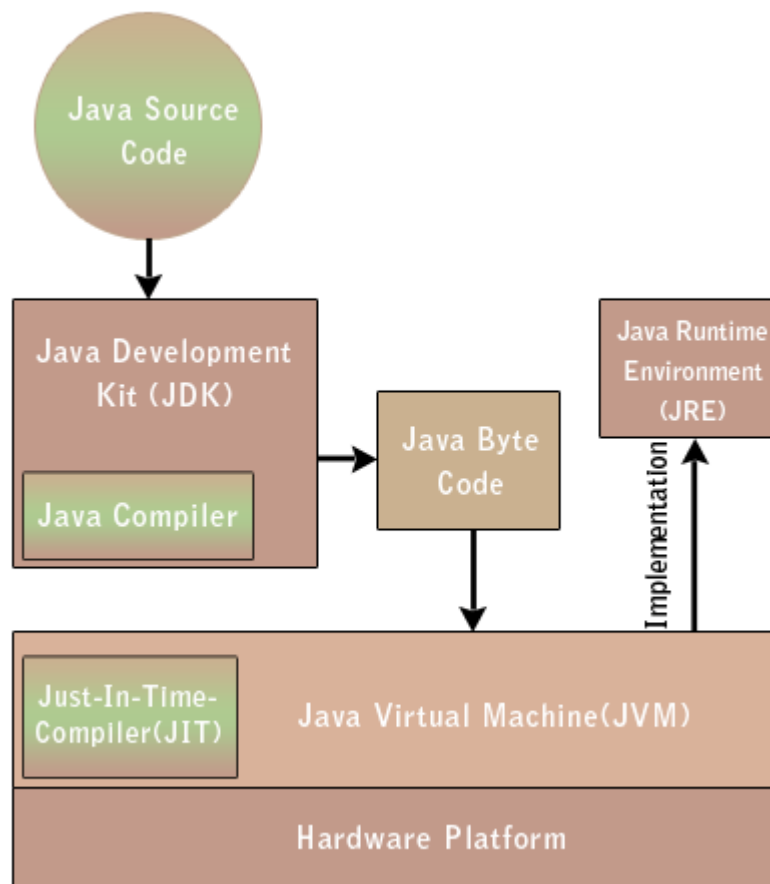 Java Source
Code
Java Development
Kit (JDK)
Java Compiler
Java Byte
Code
Java Runtime
Environment
(JRE)
Implementation
Just-In-Time-
Compiler(JIT)
Java Virtual Machine(JVM)
Hardware Platform